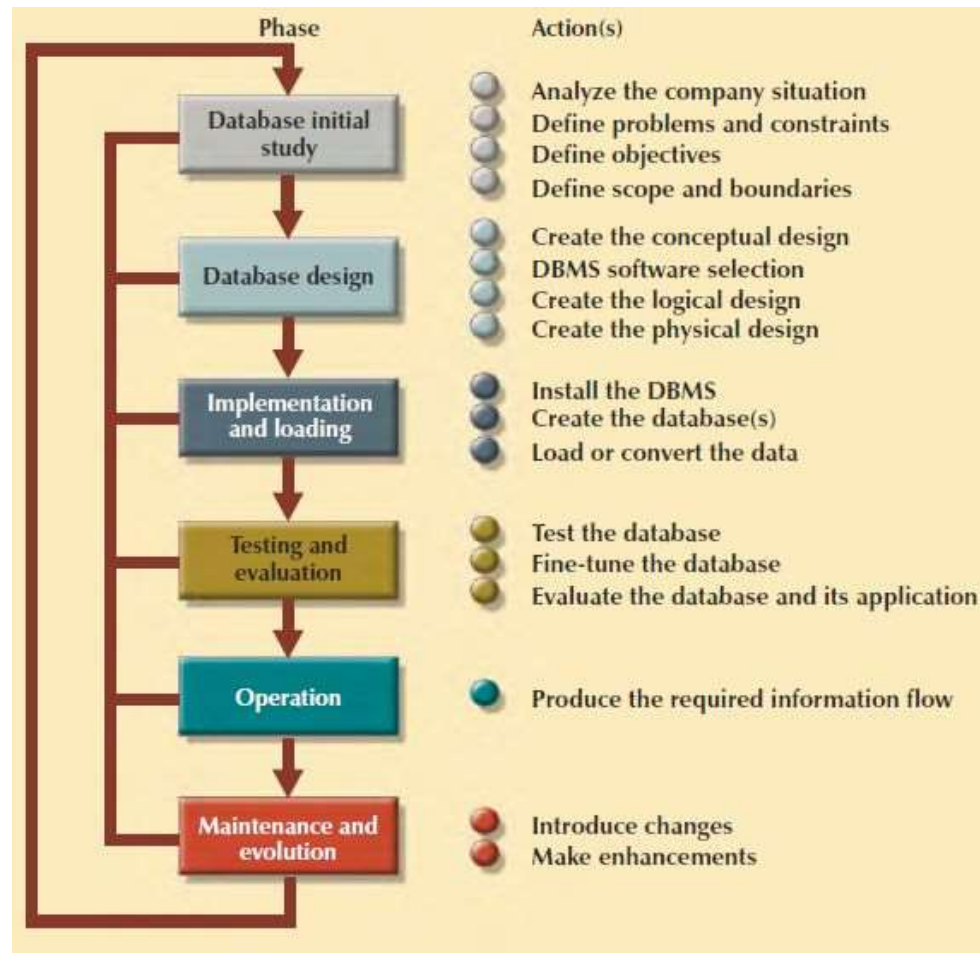 Phase
Action(s)
Database initial
study
Analyze the company situation
Define problems and constraints
Define objectives
Define scope and boundaries
Database design
Create the conceptual design
DBMS software selection
Create the logical design
Create the physical design
Implementation
and loading
Install the DBMS
Create the database(s)
Load or convert the data
Testing and
evaluation
Test the database
Fine-tune the database
Evaluate the database and its application
Operation
Produce the required information flow
Maintenance and
evolution
Introduce changes
Make enhancements